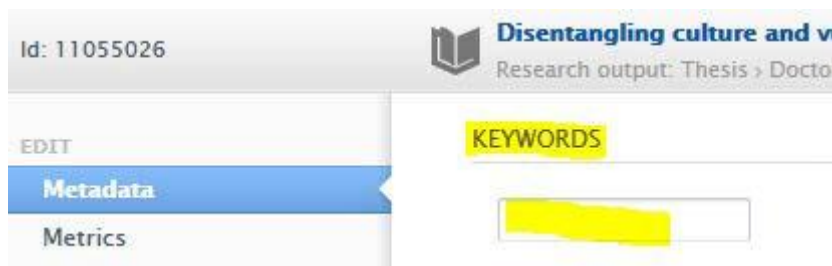 Id: 11055026
Disentangling culture and
Research output: Thesis › Docto
EDIT
KEYWORDS
Metadata
Metrics